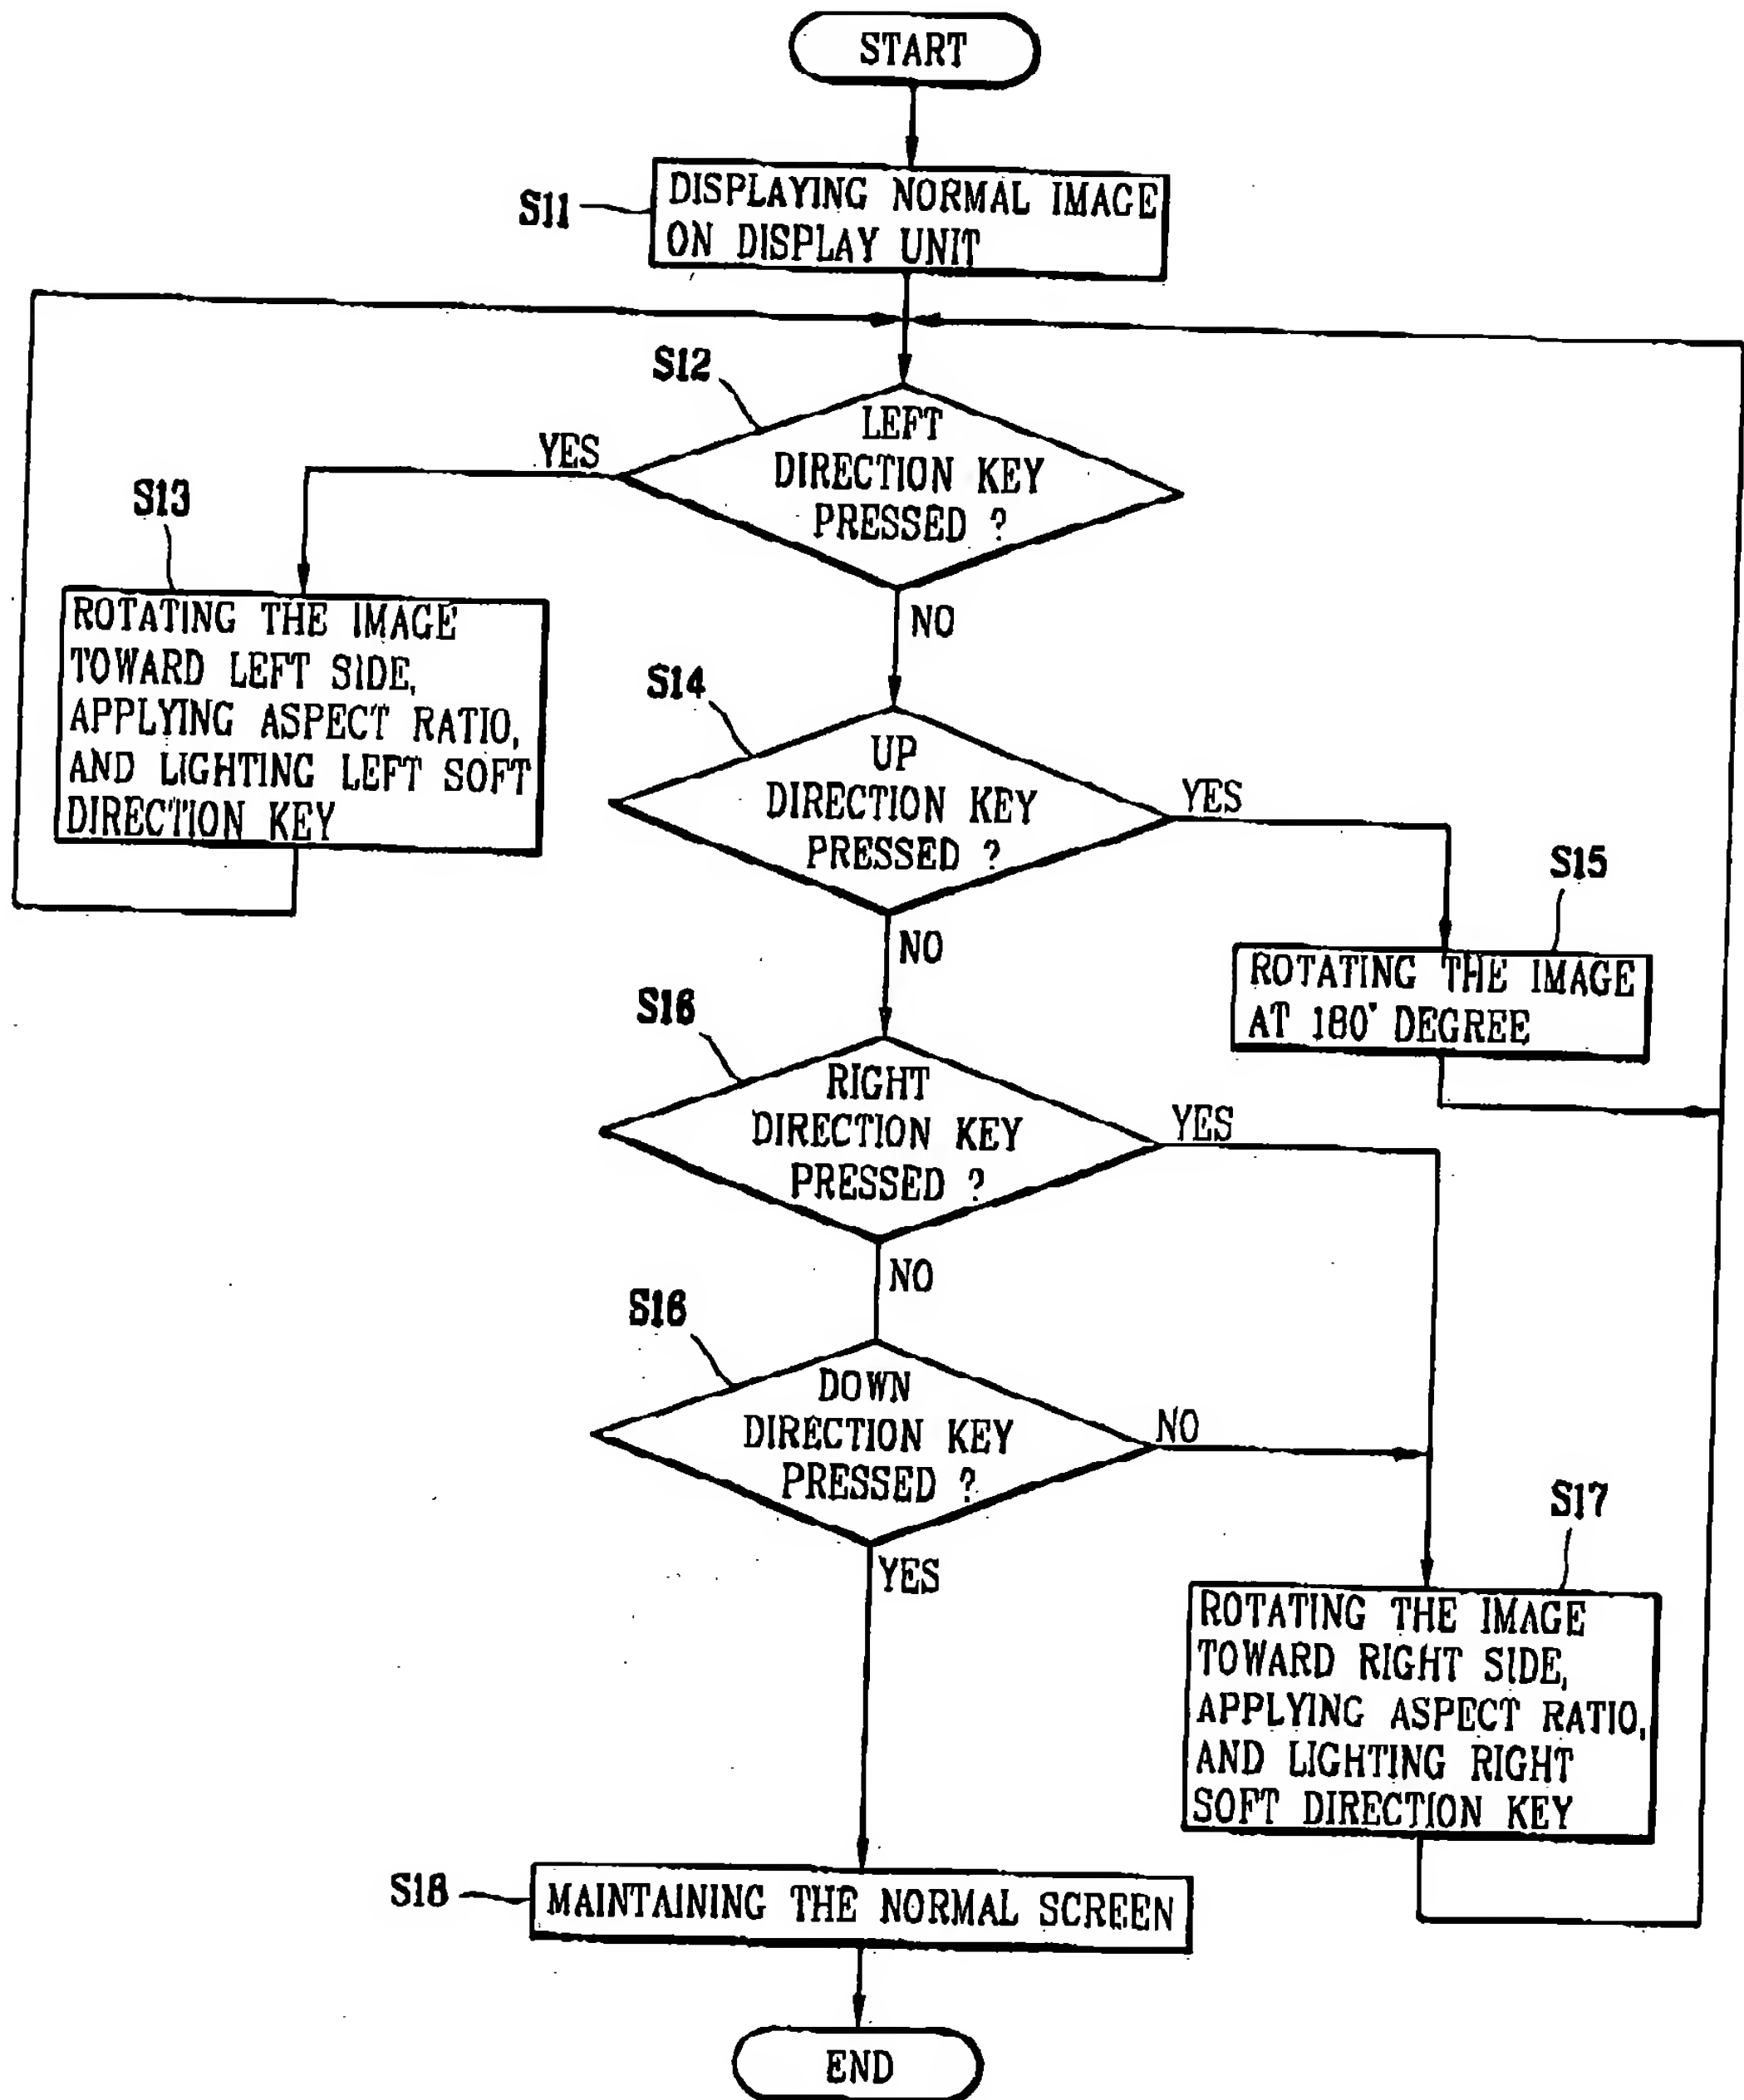 START
S11
DISPLAYING NORMAL IMAGE
ON DISPLAY UNIT
S12
LEFT
DIRECTION KEY
PRESSED ?
YES
NO
S13
ROTATING THE IMAGE
TOWARD LEFT SIDE,
APPLYING ASPECT RATIO,
AND LIGHTING LEFT SOFT
DIRECTION KEY
S14
UP
DIRECTION KEY
PRESSED ?
YES
NO
S15
ROTATING THE IMAGE
AT 180° DEGREE
S16
RIGHT
DIRECTION KEY
PRESSED ?
YES
NO
S16
DOWN
DIRECTION KEY
PRESSED ?
NO
YES
S17
ROTATING THE IMAGE
TOWARD RIGHT SIDE,
APPLYING ASPECT RATIO,
AND LIGHTING RIGHT
SOFT DIRECTION KEY
S18
MAINTAINING THE NORMAL SCREEN
END